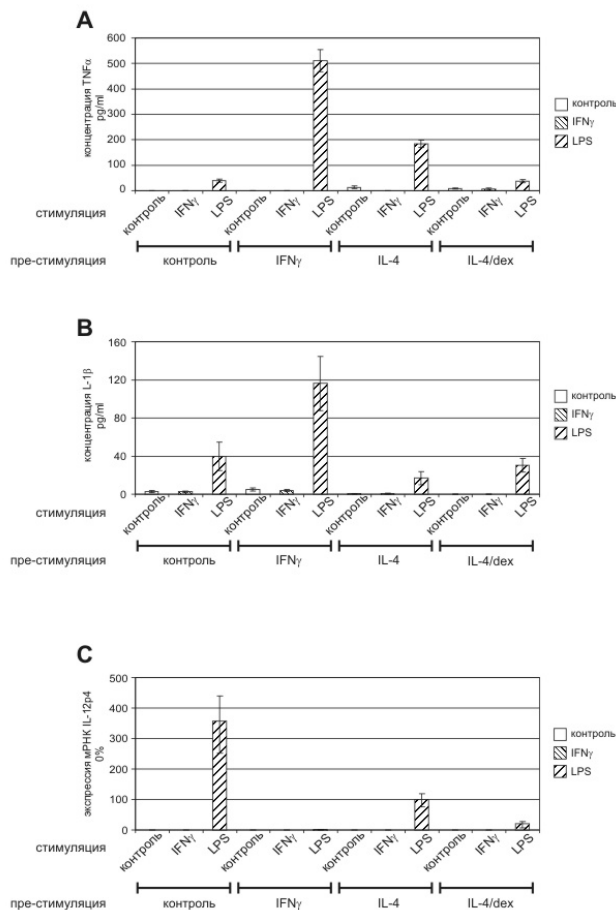 A
концентрация TNFα
pg/ml
600
500
400
300
200
100
0
контроль
IFNγ
LPS
стимуляция
контроль IFNγ LPS контроль IFNγ LPS контроль IFNγ LPS контроль IFNγ LPS
пре-стимуляция
контроль IFNγ IL-4 IL-4/dex
B
концентрация L-1β
pg/ml
160
120
80
40
0
контроль
IFNγ
LPS
стимуляция
контроль IFNγ LPS контроль IFNγ LPS контроль IFNγ LPS контроль IFNγ LPS
пре-стимуляция
контроль IFNγ IL-4 IL-4/dex
C
экспрессия мРНК IL-12p4
0%
500
400
300
200
100
0
контроль
IFNγ
LPS
стимуляция
контроль IFNγ LPS контроль IFNγ LPS контроль IFNγ LPS контроль IFNγ LPS
пре-стимуляция
контроль IFNγ IL-4 IL-4/dex